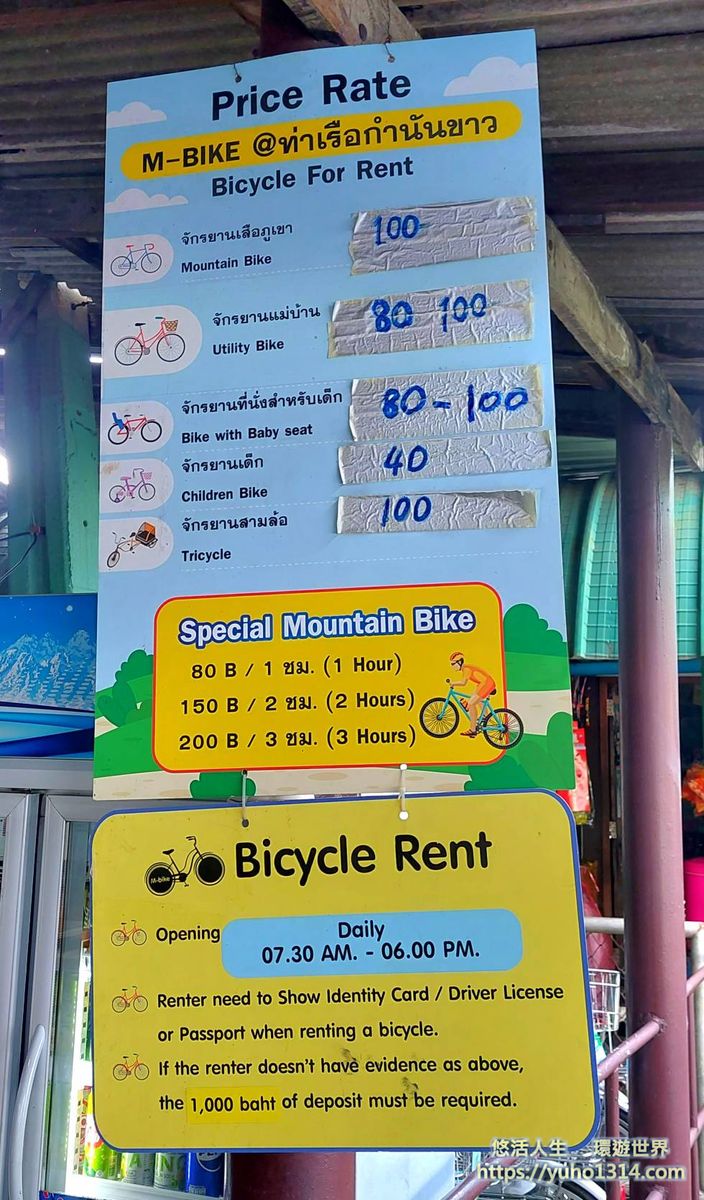 Price Rate
M-BIKE @ท่าเรือกำนันขาว
Bicycle For Rent
จักรยานเสือภูเขา
Mountain Bike
100
จักรยานแม่บ้าน
Utility Bike
80 100
จักรยานที่นั่งสำหรับเด็ก
Bike with Baby seat
80-100
จักรยานเด็ก
Children Bike
40
จักรยานสามล้อ
Tricycle
100
Special Mountain Bike
80 B / 1 ชม. (1 Hour)
150 B / 2 ชม. (2 Hours)
200 B / 3 ชม. (3 Hours)
M-bike
Bicycle Rent
Opening
Daily
07.30 AM. - 06.00 PM.
Renter need to Show Identity Card / Driver License
or Passport when renting a bicycle.
If the renter doesn't have evidence as above,
the 1,000 baht of deposit must be required.
悠活人生、環遊世界
https://yuho1314.com/